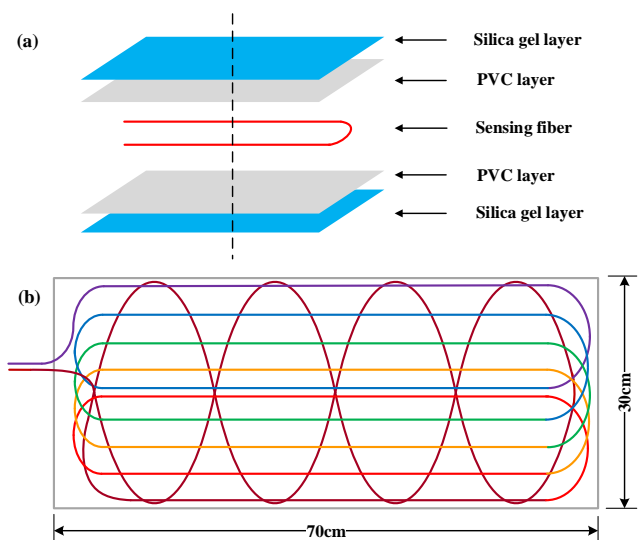 (a)
Silica gel layer
PVC layer
Sensing fiber
PVC layer
Silica gel layer
(b)
30cm
70cm